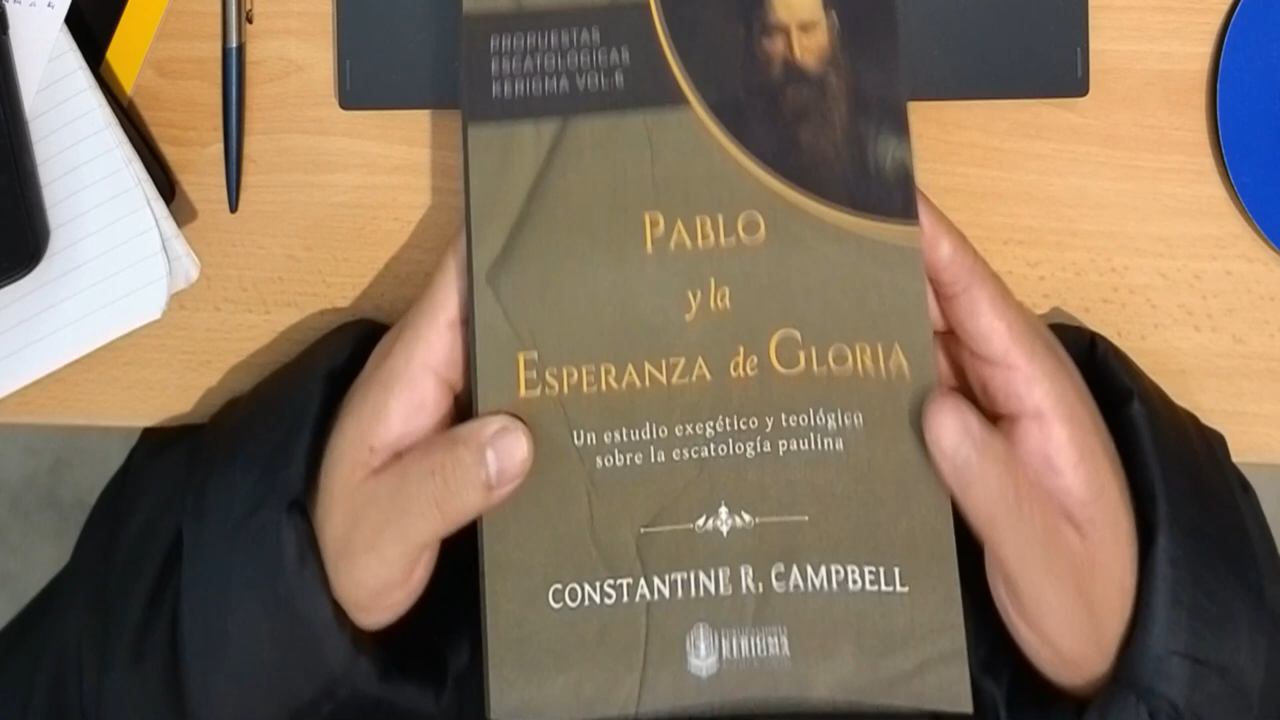 PROPUESTAS
ESCATOLÓGICAS
KERIGMA VOL.
PABLO
y la
ESPERANZA de GLORIA
Un estudio exegético y teológico
sobre la escatología paulina
CONSTANTINE R. CAMPBELL
KERIGMA